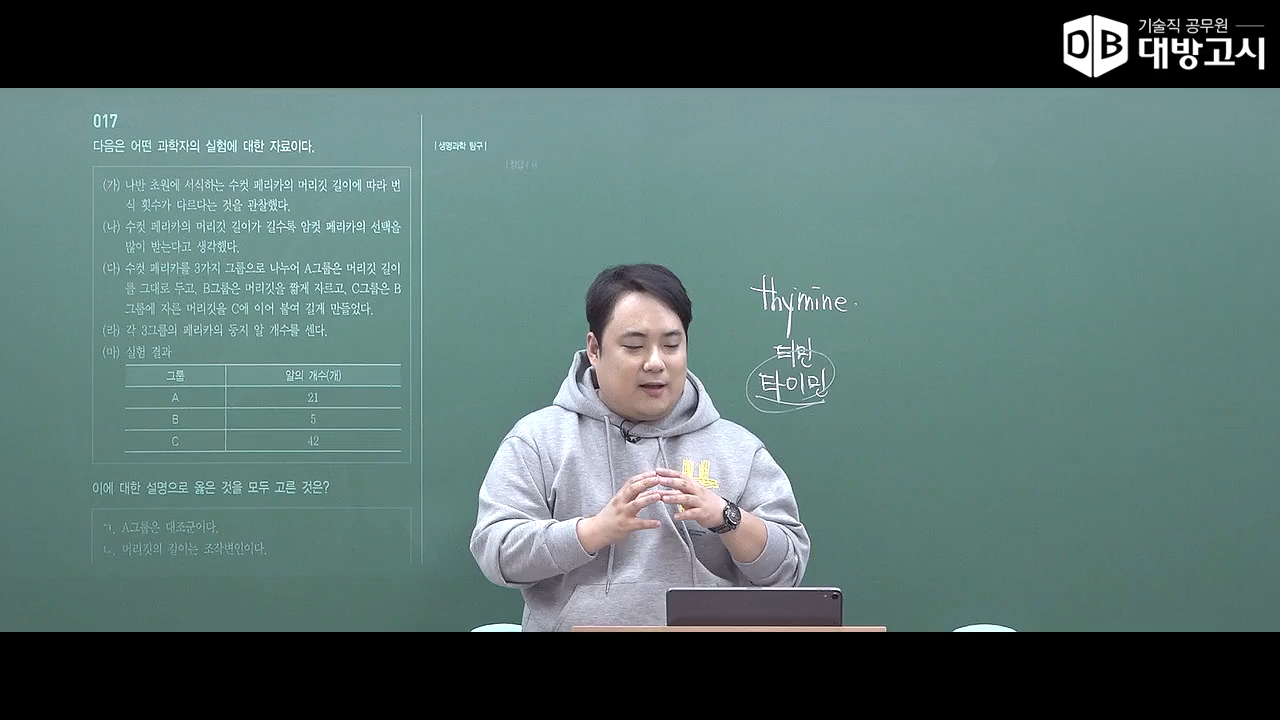 기술직 공무원
DB 대방고시
017
다음은 어떤 과학자의 실험에 대한 자료이다.
(가) 나반 초원에 서식하는 수컷 페리카의 머리깃 길이에 따라 번
식 횟수가 다르다는 것을 관찰했다.
(나) 수컷 페리카의 머리깃 길이가 길수록 암컷 페리카의 선택을
많이 받는다고 생각했다.
(다) 수컷 페리카를 3가지 그룹으로 나누어 A그룹은 머리깃 길이
를 그대로 두고, B그룹은 머리깃을 짧게 자르고, C그룹은 B
그룹에 자른 머리깃을 C에 이어 붙여 길게 만들었다.
(라) 각 3그룹의 페리카의 둥지 알 개수를 센다.
(마) 실험 결과
그룹 알의 개수(개)
A 21
B 5
C 42
이에 대한 설명으로 옳은 것을 모두 고른 것은?
ㄱ. A그룹은 대조군이다.
ㄴ. 머리깃의 길이는 조작변인이다.
| 생명과학 탐구 |
| 정답 |
thymine.
티민
타이민